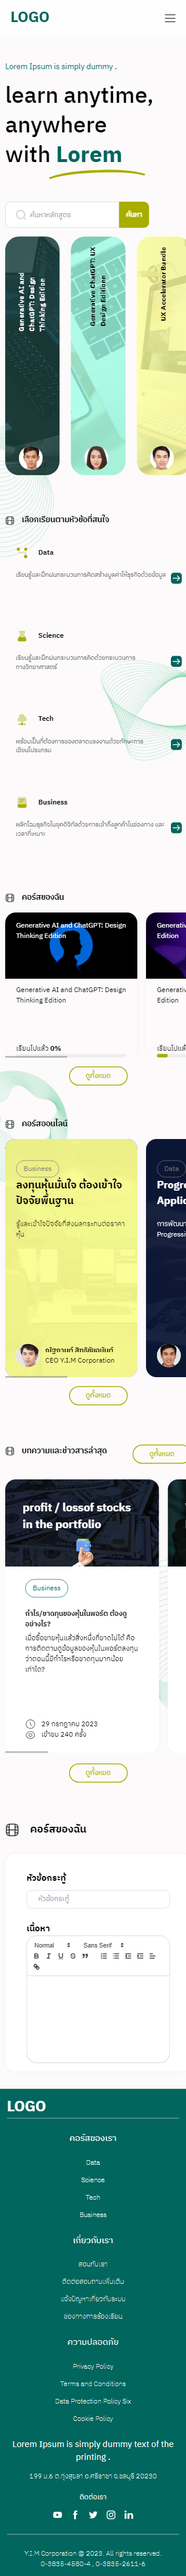 LOGO
Lorem Ipsum is simply dummy .
learn anytime,
anywhere
with Lorem
ค้นหาหลักสูตร
ค้นหา
Generative AI and
ChatGPT: Design
Thinking Edition
Generative ChatGPT: UX
Design Editionn
UX Accelerator Bundle
เลือกเรียนตามหัวข้อที่สนใจ
Data
เรียนรู้และฝึกฝนกระบวนการคิดสร้างมูลค่าให้ธุรกิจด้วยข้อมูล
Science
เรียนรู้และฝึกฝนกระบวนการคิดด้วยกระบวนการ
ทางวิทยาศาสตร์
Tech
พร้อมเป็นที่ต้องการของตลาดแรงงานด้วยทักษะการ
เขียนโปรแกรม
Business
พลิกโฉมธุรกิจในยุคดิจิทัลด้วยการเข้าถึงลูกค้าในช่องทาง และ
เวลาที่เหมาะ
คอร์สของฉัน
Generative AI and ChatGPT: Design
Thinking Edition
Generativ
Edition
Generative AI and ChatGPT: Design
Thinking Edition
Generativ
Edition
เรียนไปแล้ว 0%
เรียนไปแล้
ดูทั้งหมด
คอร์สออนไลน์
Business
ลงทุนหุ้นมั่นใจ ต้องเข้าใจ
ปัจจัยพื้นฐาน
รู้และเข้าใจปัจจัยที่ส่งผลกระทบต่อราคา
หุ้น
CEO Y.I.M Corporation
Data
Progre
Applic
การพัฒนา
Progressi
ดูทั้งหมด
บทความและข่าวสารล่าสุด
ดูทั้งหมด
profit / lossof stocks
in the portfolio
Business
กำไร/ขาดทุนของหุ้นในพอร์ต ต้องดู
อย่างไร?
เมื่อซื้อขายหุ้นแล้วสิ่งหนึ่งที่ขาดไม่ได้ คือ
การติดตามดูข้อมูลของหุ้นในพอร์ตลงทุน
ว่าตอนนี้มีกำไรหรือขาดทุนมากน้อย
เท่าใด?
29 กรกฎาคม 2023
เข้าชม 240 ครั้ง
ดูทั้งหมด
คอร์สของฉัน
หัวข้อกระทู้
หัวข้อกระทู้
เนื้อหา
Normal
Sans Serif
LOGO
คอร์สของเรา
Data
Science
Tech
Business
เกี่ยวกับเรา
สอนกับเรา
ติดต่อสอบถามเพิ่มเติม
แจ้งปัญหาเกี่ยวกับระบบ
ช่องทางการร้องเรียน
ความปลอดภัย
Privacy Policy
Terms and Conditions
Data Protection Policy Six
Cookie Policy
Lorem Ipsum is simply dummy text of the
printing .
199 ม.6 ต.ทุ่งสุขลา อ.ศรีราชา จ.ชลบุรี 20230
ติดต่อเรา
Y.I.M Corporation @ 2023. All rights reserved.
0-3835-4580-4 , 0-3835-2611-6